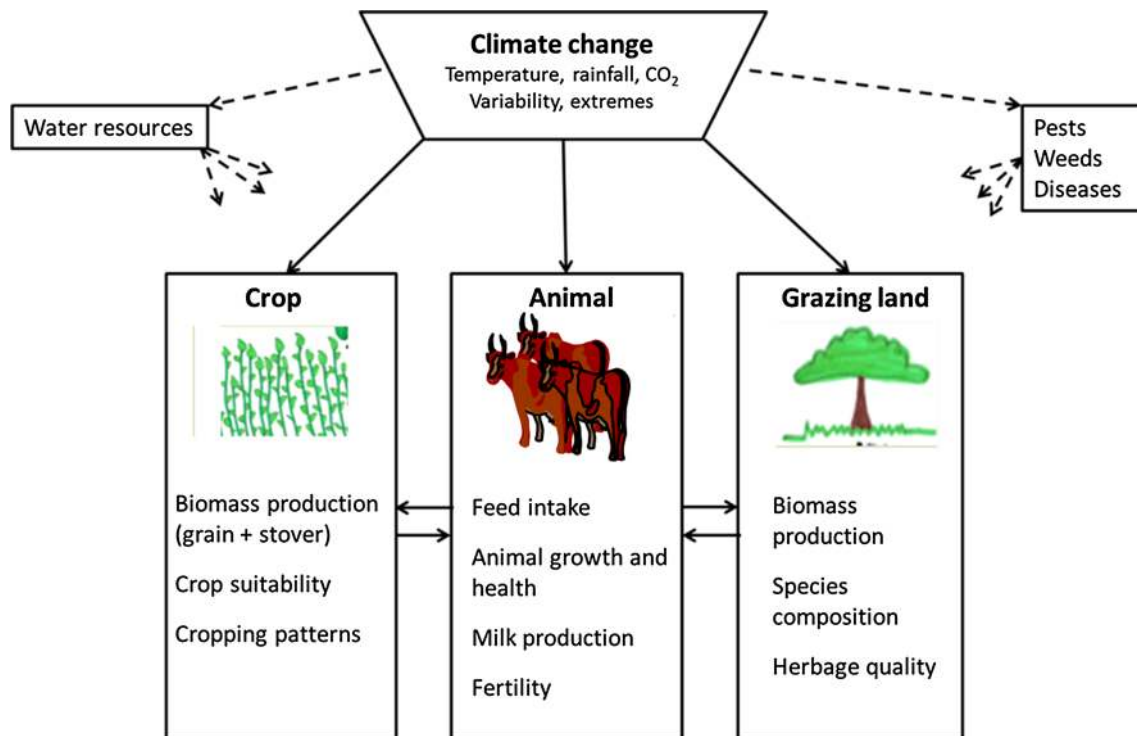 Climate change
Temperature, rainfall, CO₂
Variability, extremes
Water resources
Pests
Weeds
Diseases
Crop
Biomass production
(grain + stover)
Crop suitability
Cropping patterns
Animal
Feed intake
Animal growth and
health
Milk production
Fertility
Grazing land
Biomass
production
Species
composition
Herbage quality